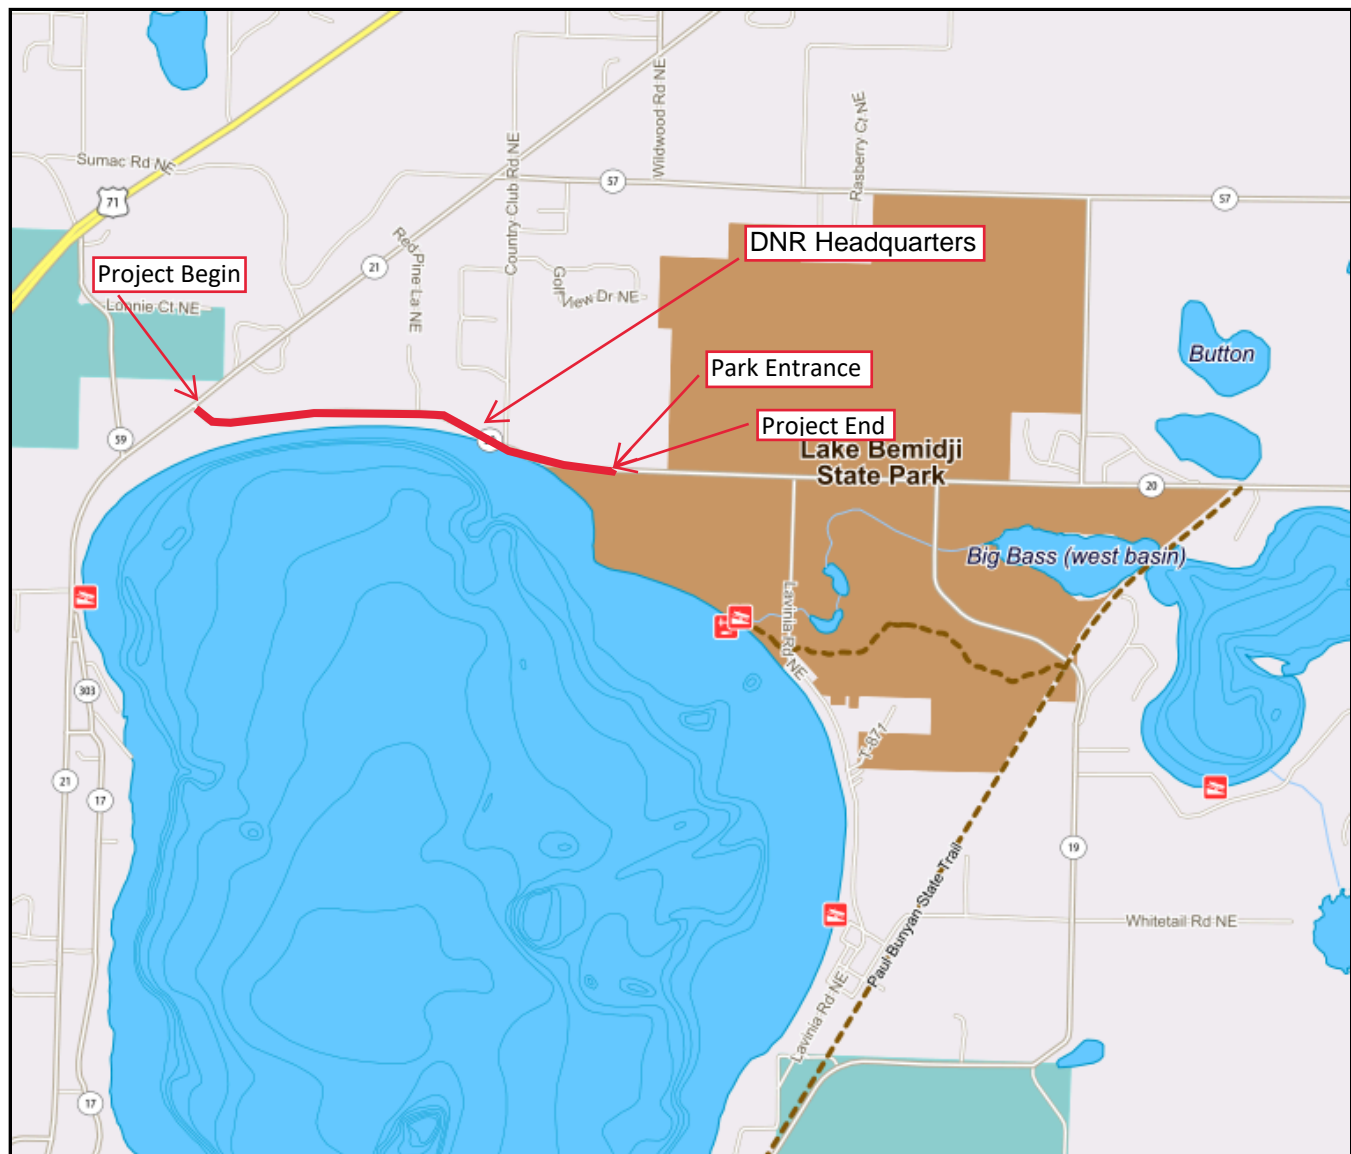 Sumac Rd NE
71
Wildwood Rd NE
Rasberry Ct NE
Country Club Rd NE
57
57
DNR Headquarters
Red Pine La NE
21
Project Begin
Lonnie Ct NE
Golf View Dr NE
Button
Park Entrance
Project End
59
Lake Bemidji
State Park
20
Big Bass (west basin)
Lavinia Rd NE
303
T-671
21
17
19
Paul Bunyan State Trail
Whitetail Rd NE
Lavinia Rd NE
17